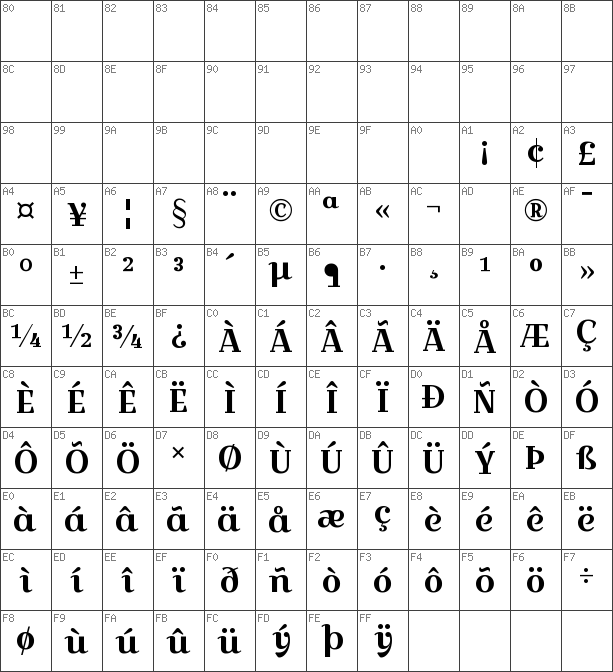 80 81 82 83 84 85 86 87 88 89 8A 8B
8C 8D 8E 8F 90 91 92 93 94 95 96 97
98 99 9A 9B 9C 9D 9E 9F A0 A1 A2 A3
¡ ¢ £
A4 A5 A6 A7 A8 A9 AA AB AC AD AE AF
¤ ¥ ¦ § ¨ © ª « ¬ ® ¯
B0 B1 B2 B3 B4 B5 B6 B7 B8 B9 BA BB
° ± ² ³ ´ µ ¶ · ¸ ¹ º »
BC BD BE BF C0 C1 C2 C3 C4 C5 C6 C7
¼ ½ ¾ ¿ À Á Â Ã Ä Å Æ Ç
C8 C9 CA CB CC CD CE CF D0 D1 D2 D3
È É Ê Ë Ì Í Î Ï Ð Ñ Ò Ó
D4 D5 D6 D7 D8 D9 DA DB DC DD DE DF
Ô Õ Ö × Ø Ù Ú Û Ü Ý Þ ß
E0 E1 E2 E3 E4 E5 E6 E7 E8 E9 EA EB
à á â ã ä å æ ç è é ê ë
EC ED EE EF F0 F1 F2 F3 F4 F5 F6 F7
ì í î ï ð ñ ò ó ô õ ö ÷
F8 F9 FA FB FC FD FE FF
ø ù ú û ü ý þ ÿ